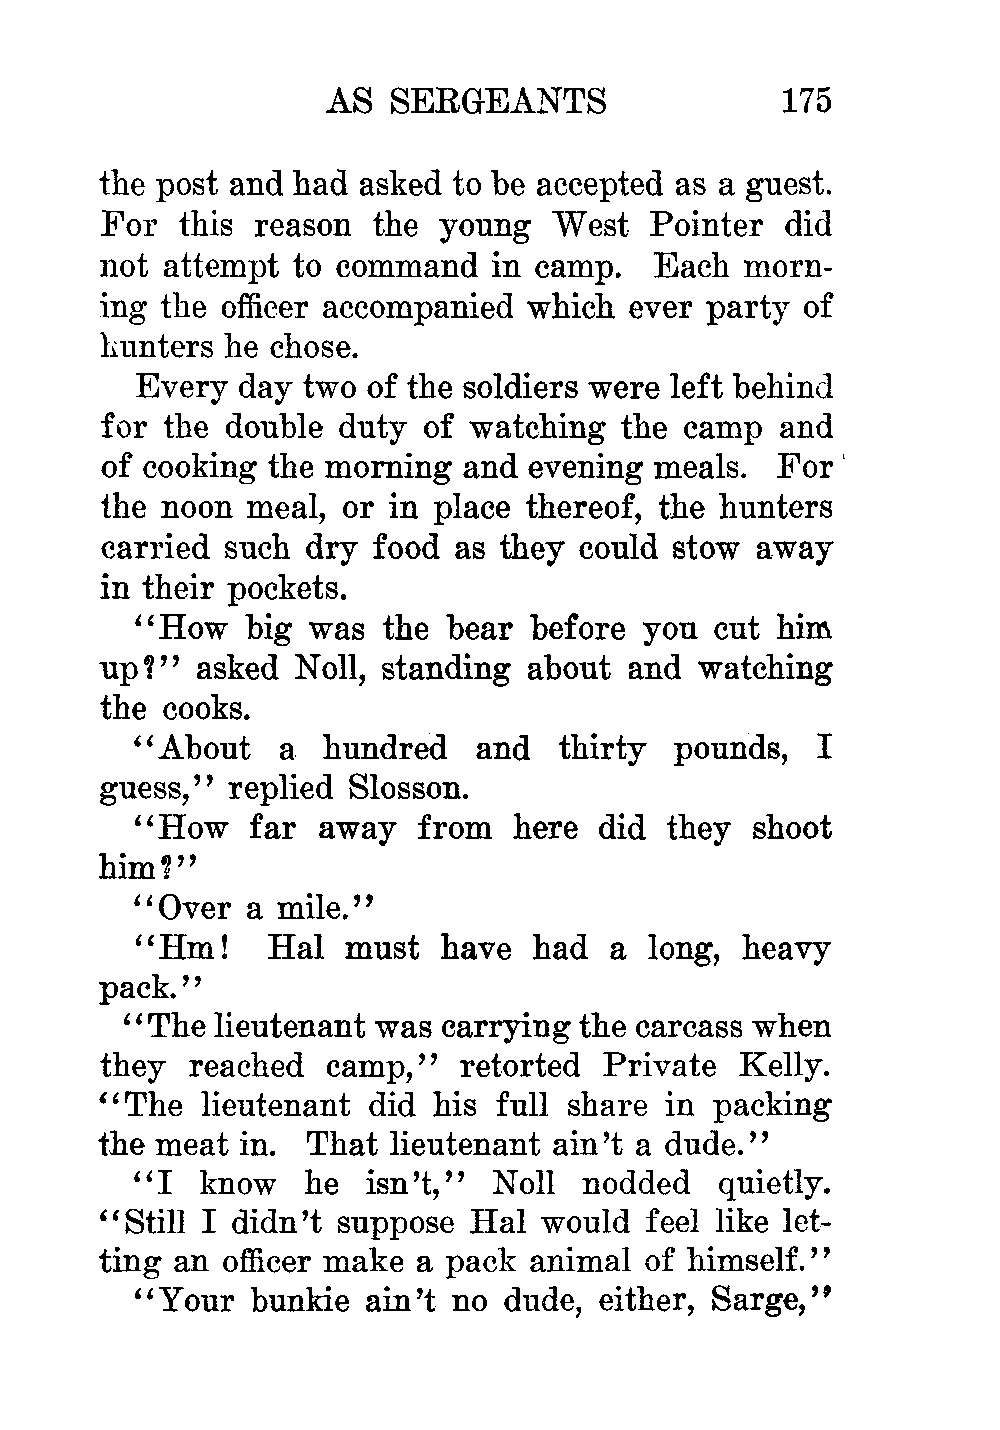 AS SERGEANTS 175
the post and had asked to be accepted as a guest.
For this reason the young West Pointer did
not attempt to command in camp. Each morn-
ing the officer accompanied which ever party of
hunters he chose.
Every day two of the soldiers were left behind
for the double duty of watching the camp and
of cooking the morning and evening meals. For
the noon meal, or in place thereof, the hunters
carried such dry food as they could stow away
in their pockets.
"How big was the bear before you cut him
up?" asked Noll, standing about and watching
the cooks.
"About a hundred and thirty pounds, I
guess," replied Slosson.
"How far away from here did they shoot
him?"
"Over a mile."
"Hm! Hal must have had a long, heavy
pack."
"The lieutenant was carrying the carcass when
they reached camp," retorted Private Kelly.
"The lieutenant did his full share in packing
the meat in. That lieutenant ain't a dude."
"I know he isn't," Noll nodded quietly.
"Still I didn't suppose Hal would feel like let-
ting an officer make a pack animal of himself."
"Your bunkie ain't no dude, either, Sarge,"